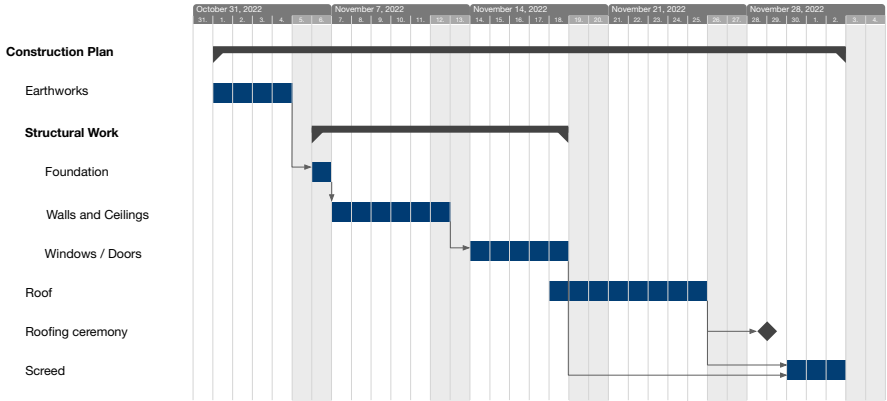 October 31, 2022 November 7, 2022 November 14, 2022 November 21, 2022 November 28, 2022
31. 1. 2. 3. 4. 5. 6. 7. 8. 9. 10. 11. 12. 13. 14. 15. 16. 17. 18. 19. 20. 21. 22. 23. 24. 25. 26. 27. 28. 29. 30. 1. 2. 3. 4.
Construction Plan
Earthworks
Structural Work
Foundation
Walls and Ceilings
Windows / Doors
Roof
Roofing ceremony
Screed